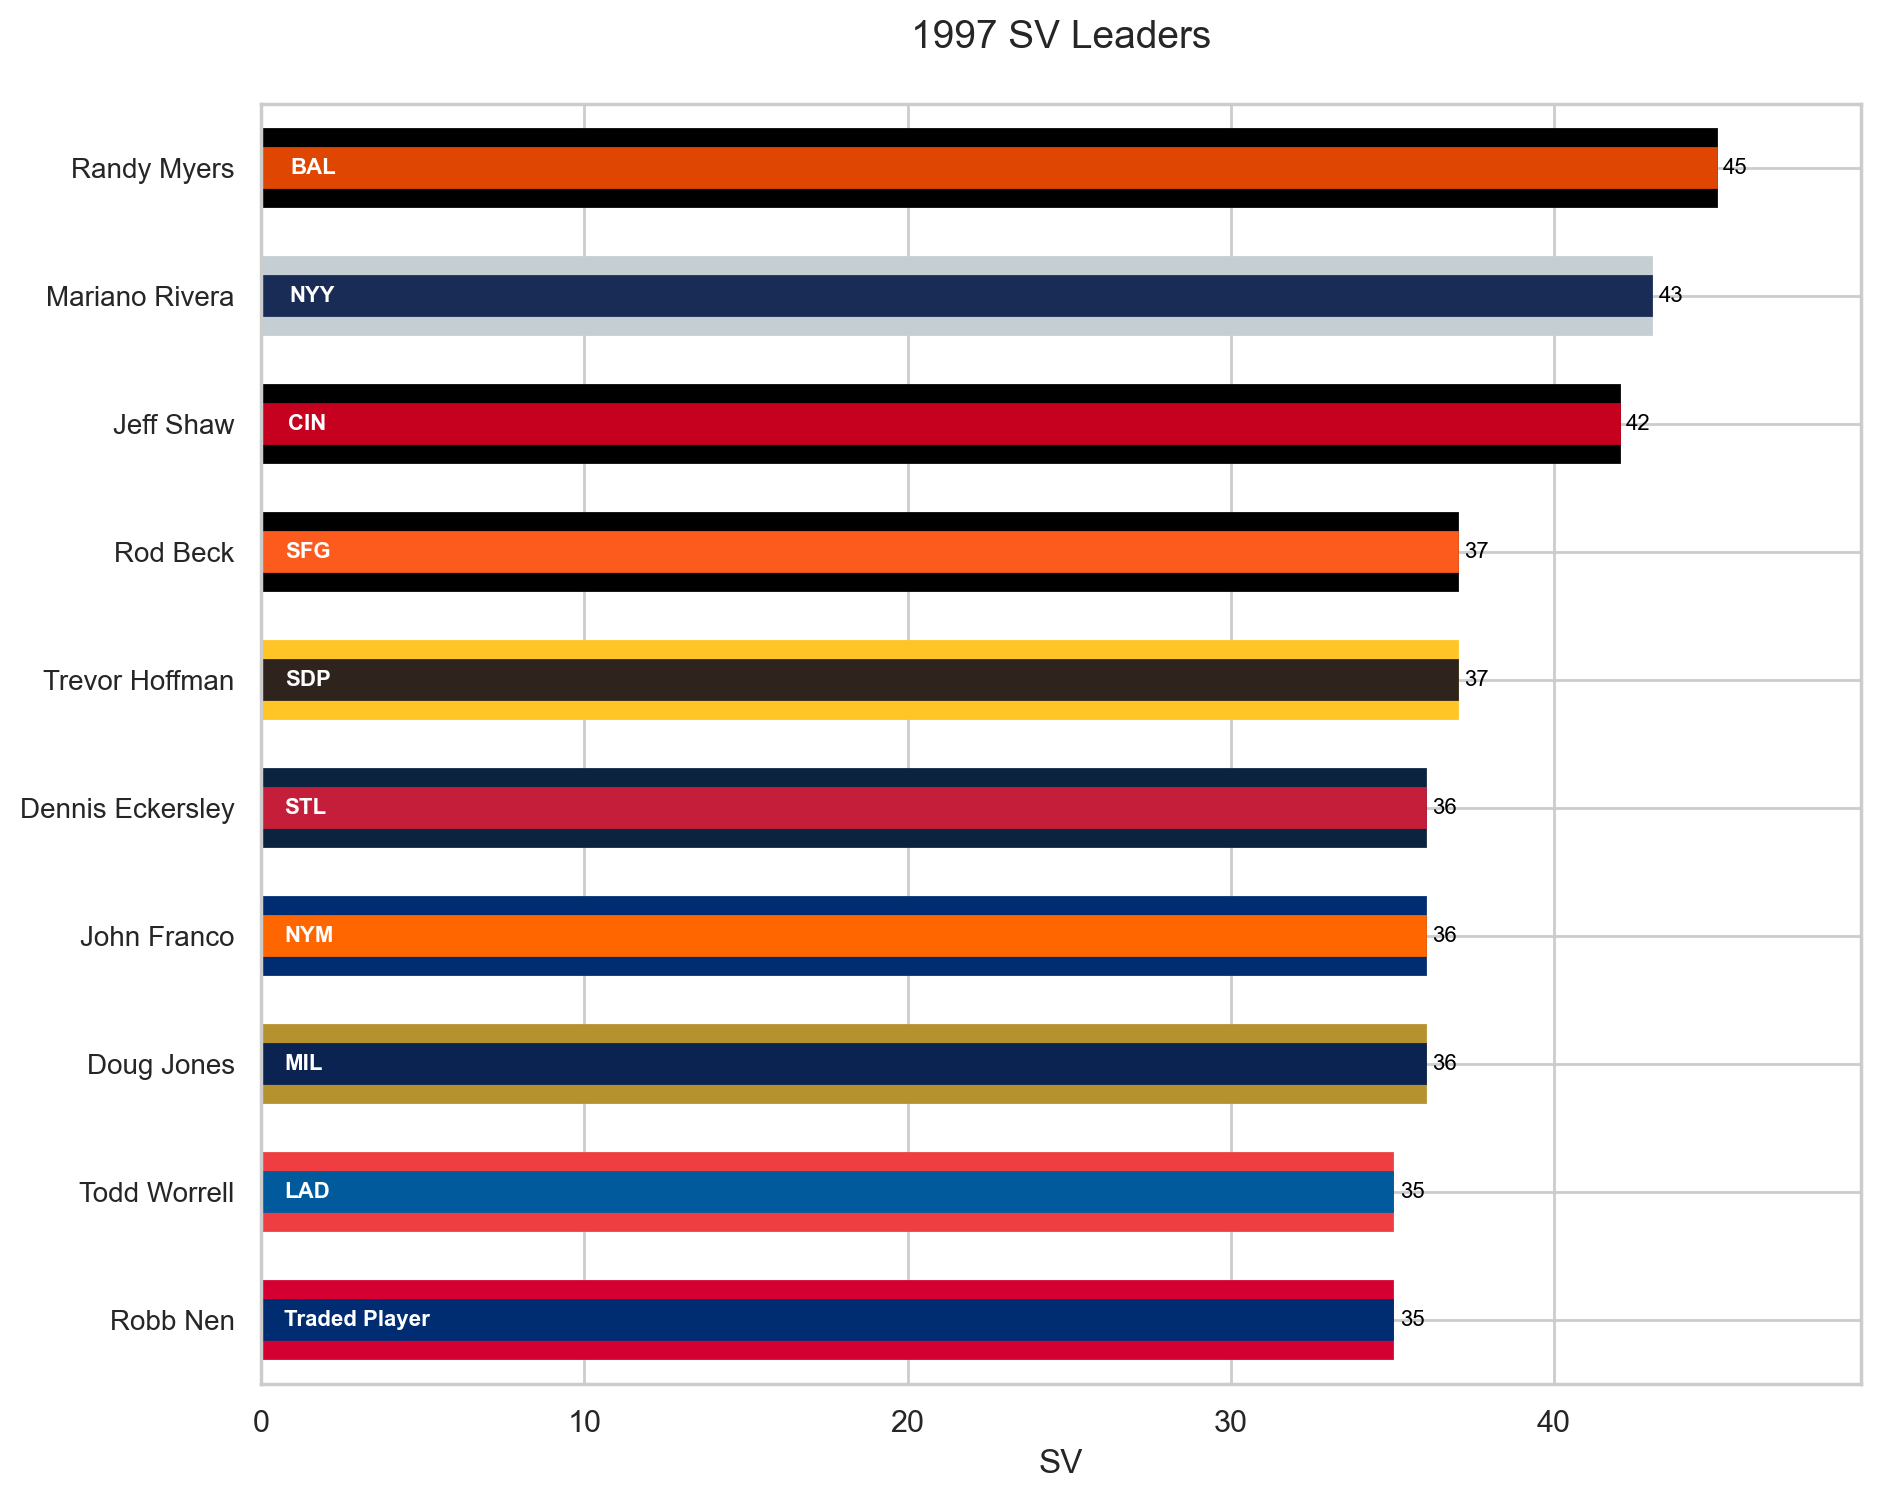 1997 SV Leaders
Randy Myers BAL 45
Mariano Rivera NYY 43
Jeff Shaw CIN 42
Rod Beck SFG 37
Trevor Hoffman SDP 37
Dennis Eckersley STL 36
John Franco NYM 36
Doug Jones MIL 36
Todd Worrell LAD 35
Robb Nen Traded Player 35
0 10 20 30 40
SV